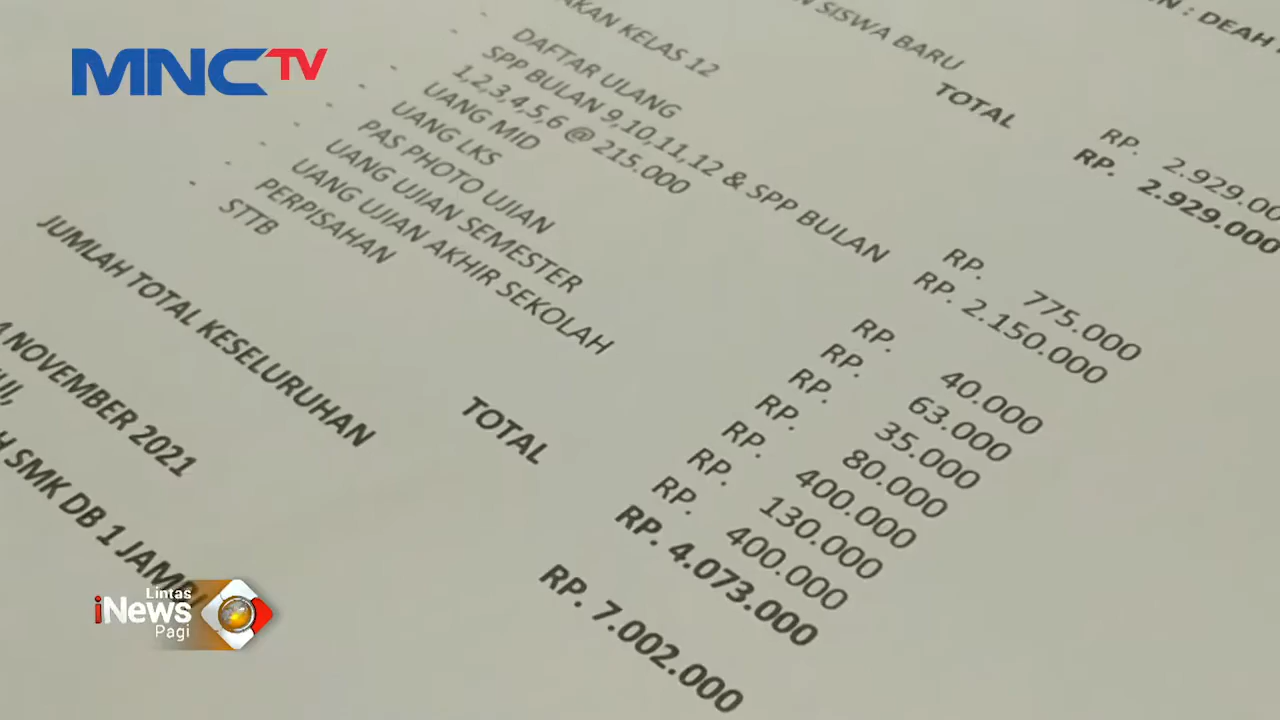 MNCTV
: DEAH
SISWA BARU
TOTAL
RP. 2.929.00
RP. 2.929.000
KELAS 12
- DAFTAR ULANG RP. 775.000
- SPP BULAN 9,10,11,12 & SPP BULAN RP. 2.150.000
1,2,3,4,5,6 @ 215.000
- UANG MID RP. 40.000
- UANG LKS RP. 63.000
- PAS PHOTO UJIAN RP. 35.000
- UANG UJIAN SEMESTER RP. 80.000
- UANG UJIAN AKHIR SEKOLAH RP. 400.000
- PERPISAHAN RP. 130.000
- STTB RP. 400.000
TOTAL RP. 4.073.000
JUMLAH TOTAL KESELURUHAN RP. 7.002.000
4 NOVEMBER 2021
SMK DB 1 JAMBI
Lintas
iNews
Pagi